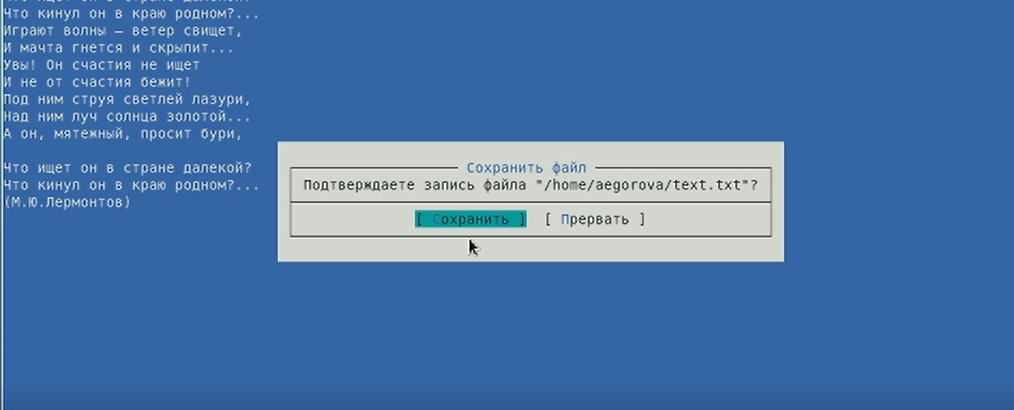 Что кинул он в краю родном?...
Играют волны — ветер свищет,
И мачта гнется и скрыпит...
Увы! Он счастия не ищет
И не от счастия бежит!
Под ним струя светлей лазури,
Над ним луч солнца золотой...
А он, мятежный, просит бури,
Что ищет он в стране далекой?
Что кинул он в краю родном?...
(М.Ю.Лермонтов)
Сохранить файл
Подтверждаете запись файла "/home/aegorova/text.txt"?
[ Сохранить ] [ Прервать ]